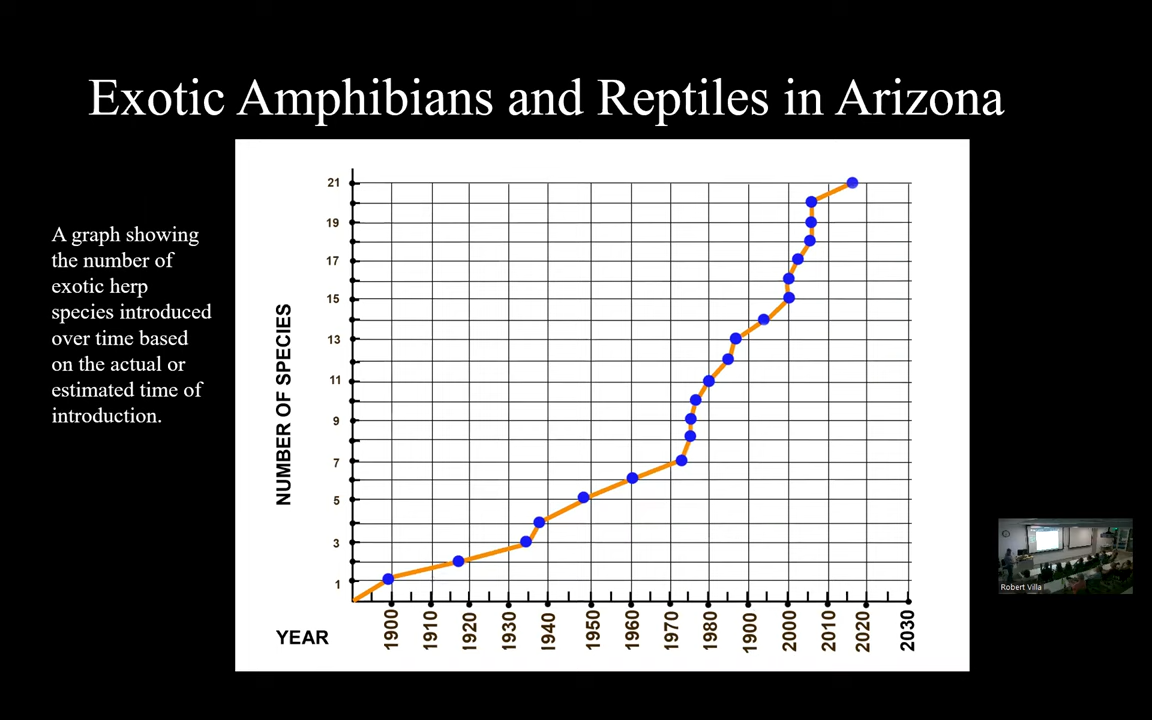 Exotic Amphibians and Reptiles in Arizona
A graph showing
the number of
exotic herp
species introduced
over time based
on the actual or
estimated time of
introduction.
NUMBER OF SPECIES
21
19
17
15
13
11
9
7
5
3
1
1900
1910
1920
1930
1940
1950
1960
1970
1980
1900
2000
2010
2020
2030
YEAR
Robert Villa